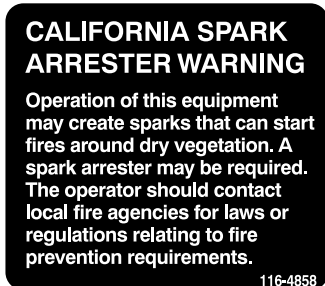 CALIFORNIA SPARK
ARRESTER WARNING
Operation of this equipment
may create sparks that can start
fires around dry vegetation. A
spark arrester may be required.
The operator should contact
local fire agencies for laws or
regulations relating to fire
prevention requirements.
116-4858